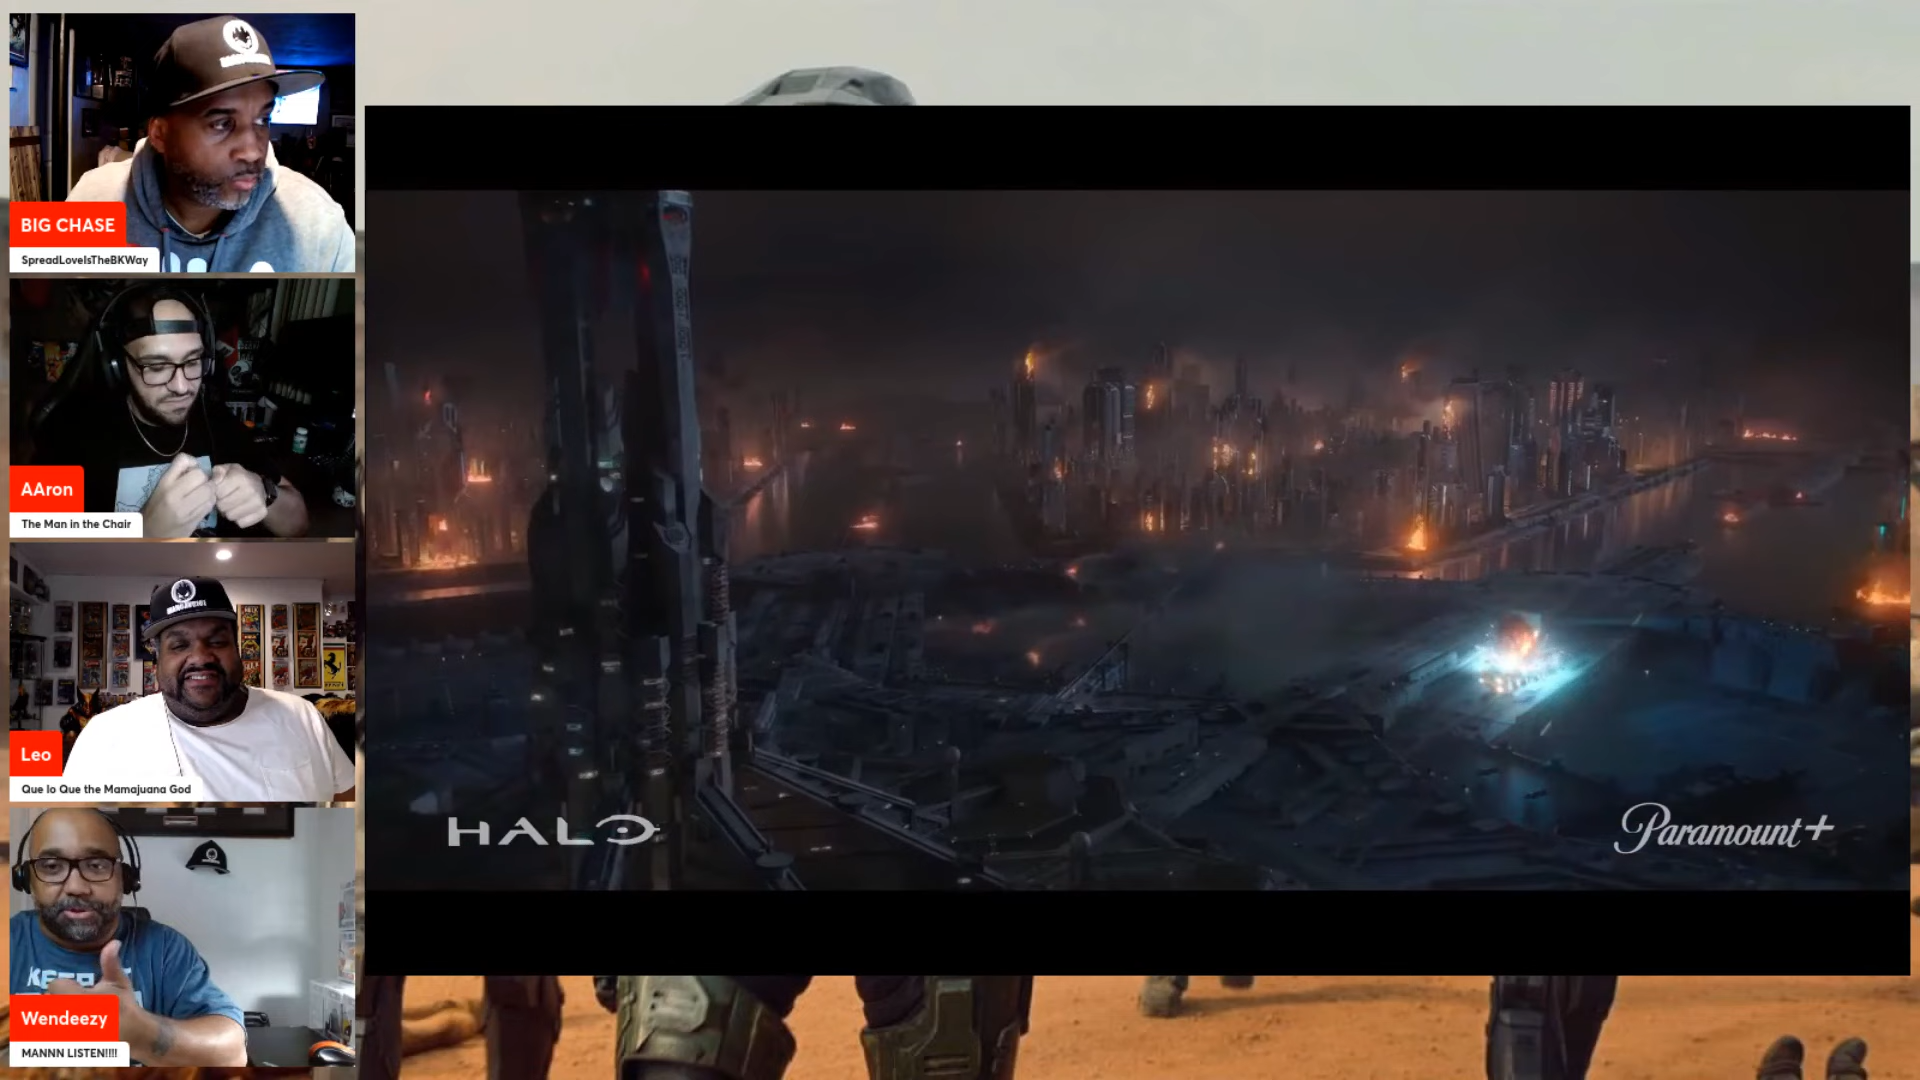 BIG CHASE
SpreadLoveIsTheBKWay
AAron
The Man in the Chair
Leo
Que lo Que the Mamajuana God
Wendeezy
MANNN LISTEN!!!!
HALO
Paramount+